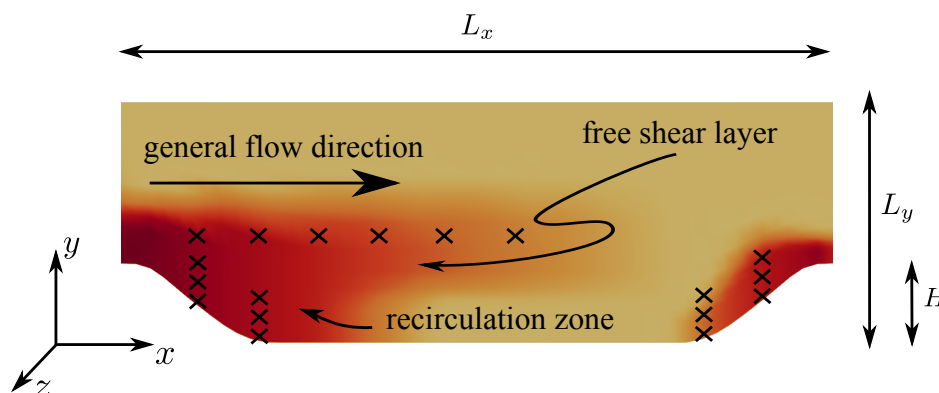 L_x
free shear layer
general flow direction
L_y
y
H
recirculation zone
x
z